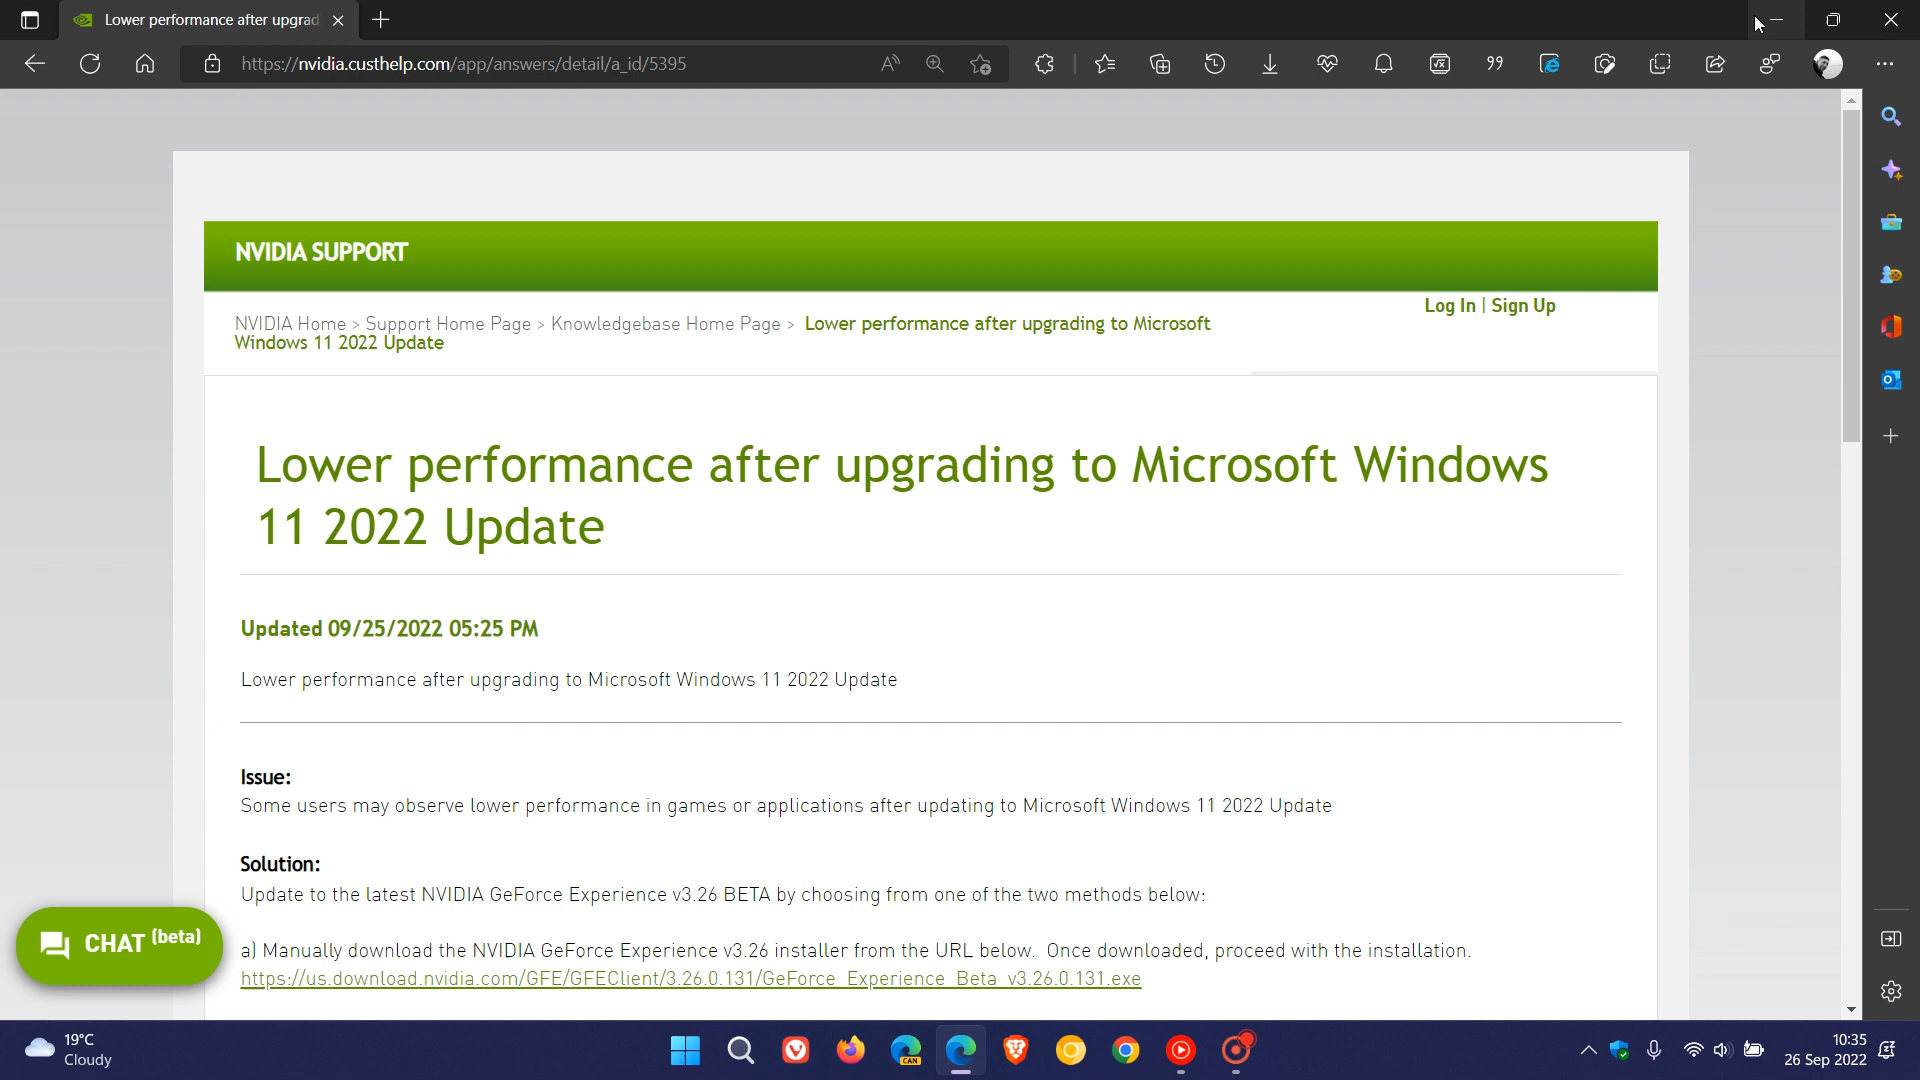 Lower performance after upgrad
https://nvidia.custhelp.com/app/answers/detail/a_id/5395
NVIDIA SUPPORT
Log In | Sign Up
NVIDIA Home > Support Home Page > Knowledgebase Home Page > Lower performance after upgrading to Microsoft
Windows 11 2022 Update
Lower performance after upgrading to Microsoft Windows
11 2022 Update
Updated 09/25/2022 05:25 PM
Lower performance after upgrading to Microsoft Windows 11 2022 Update
Issue:
Some users may observe lower performance in games or applications after updating to Microsoft Windows 11 2022 Update
Solution:
Update to the latest NVIDIA GeForce Experience v3.26 BETA by choosing from one of the two methods below:
CHAT (beta)
a) Manually download the NVIDIA GeForce Experience v3.26 installer from the URL below. Once downloaded, proceed with the installation.
https://us.download.nvidia.com/GFE/GFEClient/3.26.0.131/GeForce_Experience_Beta_v3.26.0.131.exe
19°C
Cloudy
CAN
10:35
26 Sep 2022